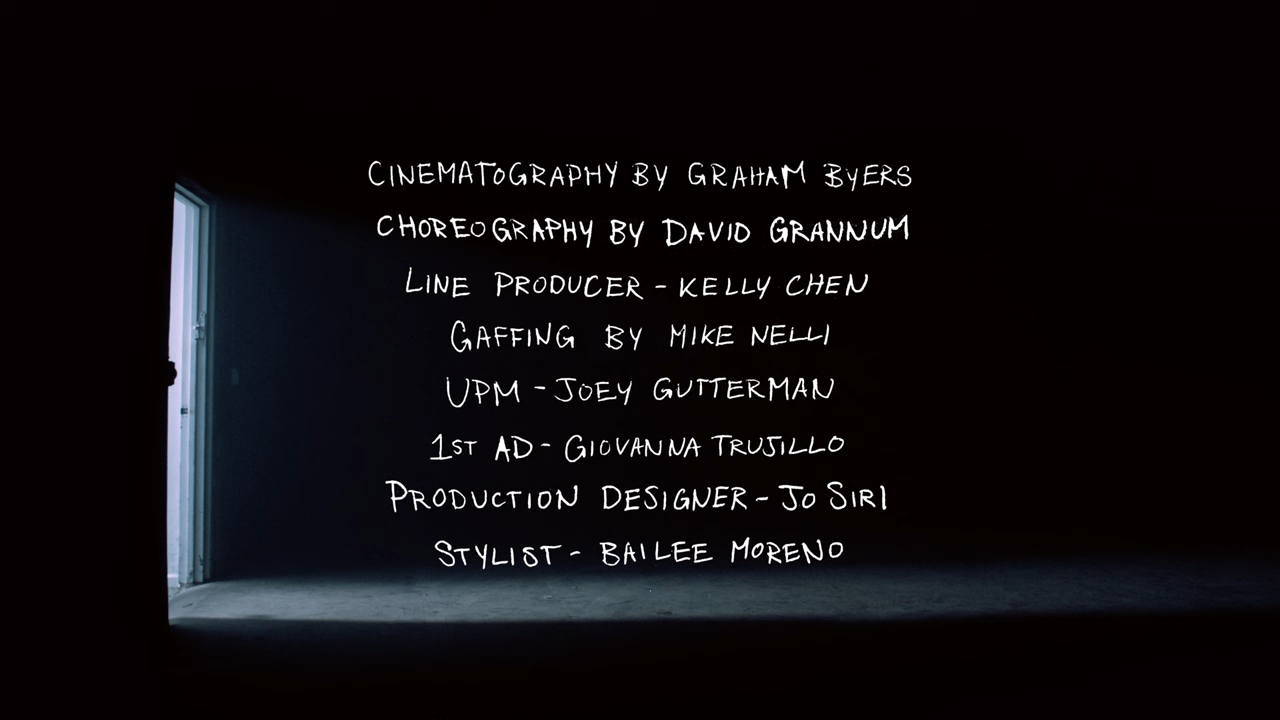 CINEMATOGRAPHY BY GRAHAM BYERS
CHOREOGRAPHY BY DAVID GRANNUM
LINE PRODUCER - KELLY CHEN
GAFFING BY MIKE NELLI
UPM - JOEY GUTTERMAN
1ST AD - GIOVANNA TRUJILLO
PRODUCTION DESIGNER - JO SIRI
STYLIST - BAILEE MORENO